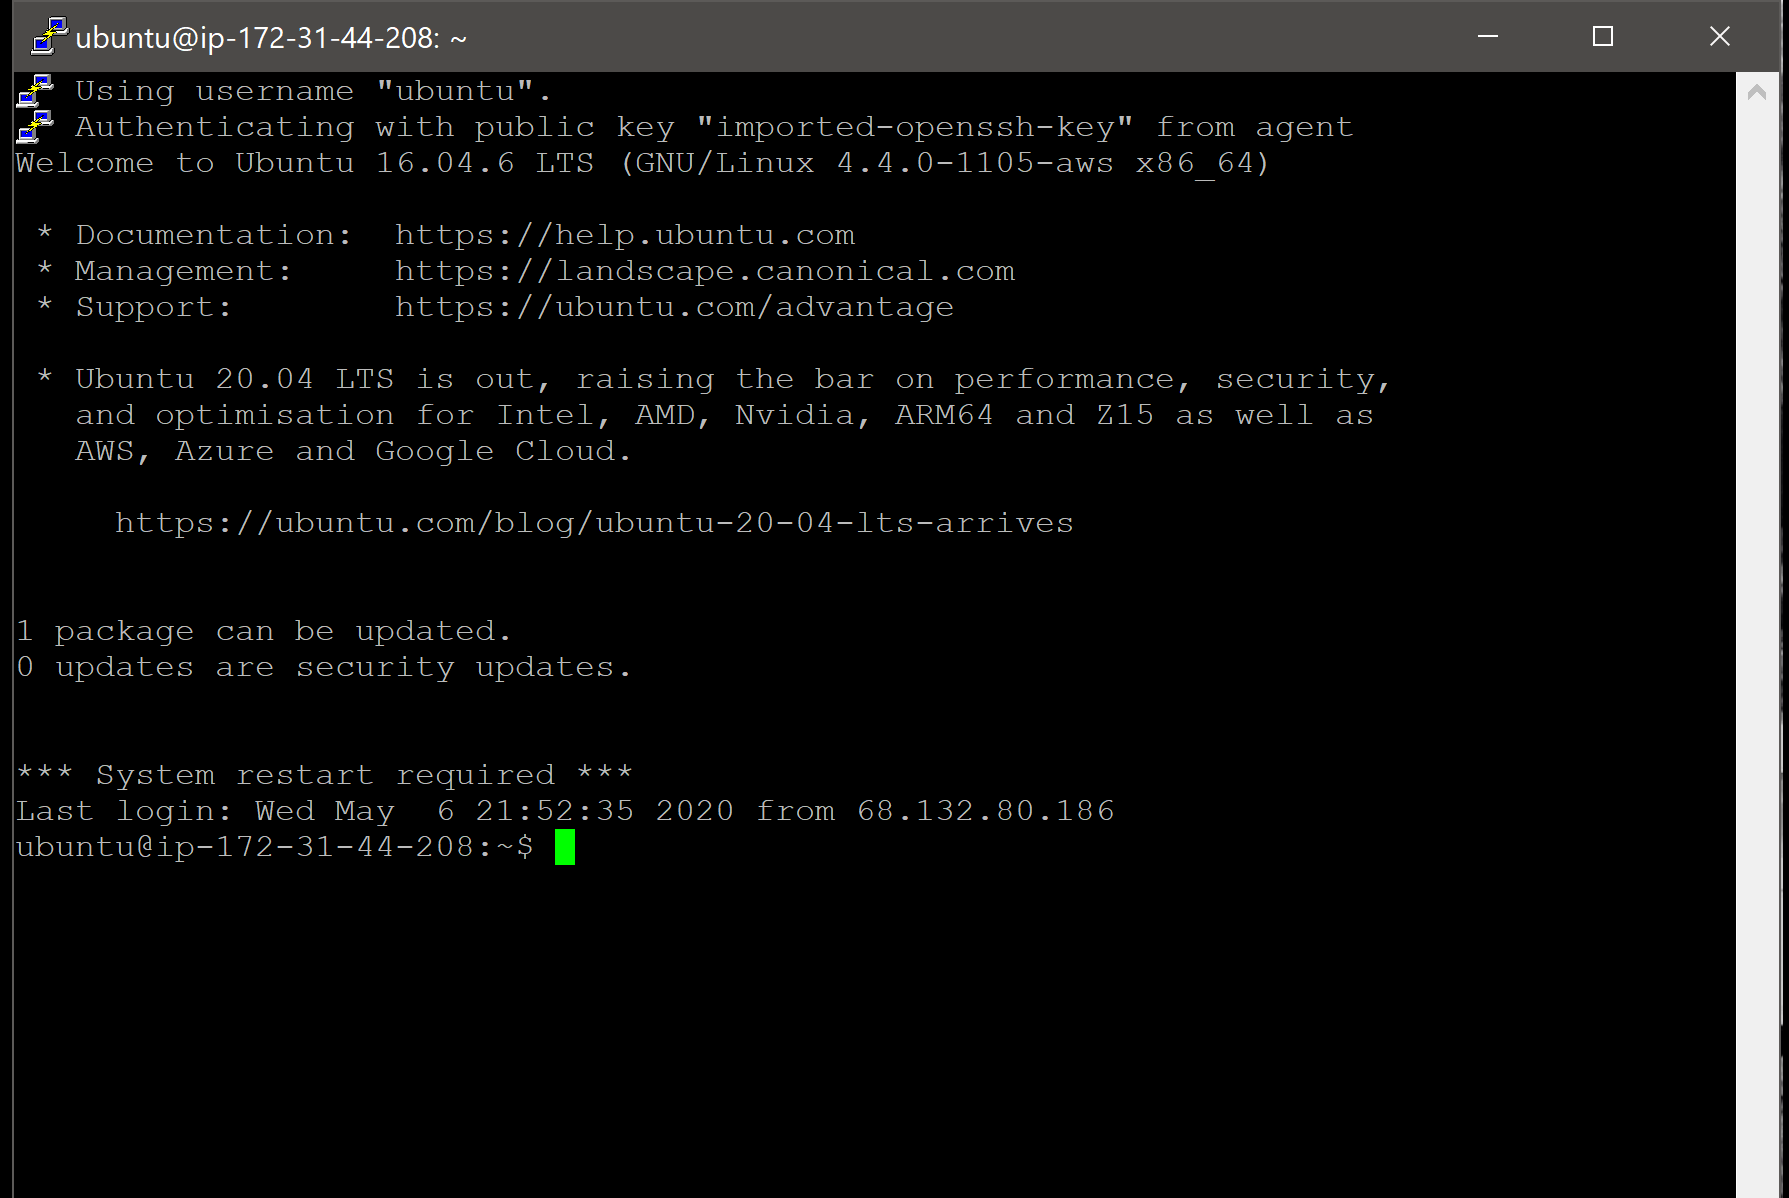 ubuntu@ip-172-31-44-208: ~
Using username "ubuntu".
Authenticating with public key "imported-openssh-key" from agent
Welcome to Ubuntu 16.04.6 LTS (GNU/Linux 4.4.0-1105-aws x86_64)
* Documentation:  https://help.ubuntu.com
* Management:     https://landscape.canonical.com
* Support:        https://ubuntu.com/advantage
* Ubuntu 20.04 LTS is out, raising the bar on performance, security,
and optimisation for Intel, AMD, Nvidia, ARM64 and Z15 as well as
AWS, Azure and Google Cloud.
https://ubuntu.com/blog/ubuntu-20-04-lts-arrives
1 package can be updated.
0 updates are security updates.
*** System restart required ***
Last login: Wed May  6 21:52:35 2020 from 68.132.80.186
ubuntu@ip-172-31-44-208:~$